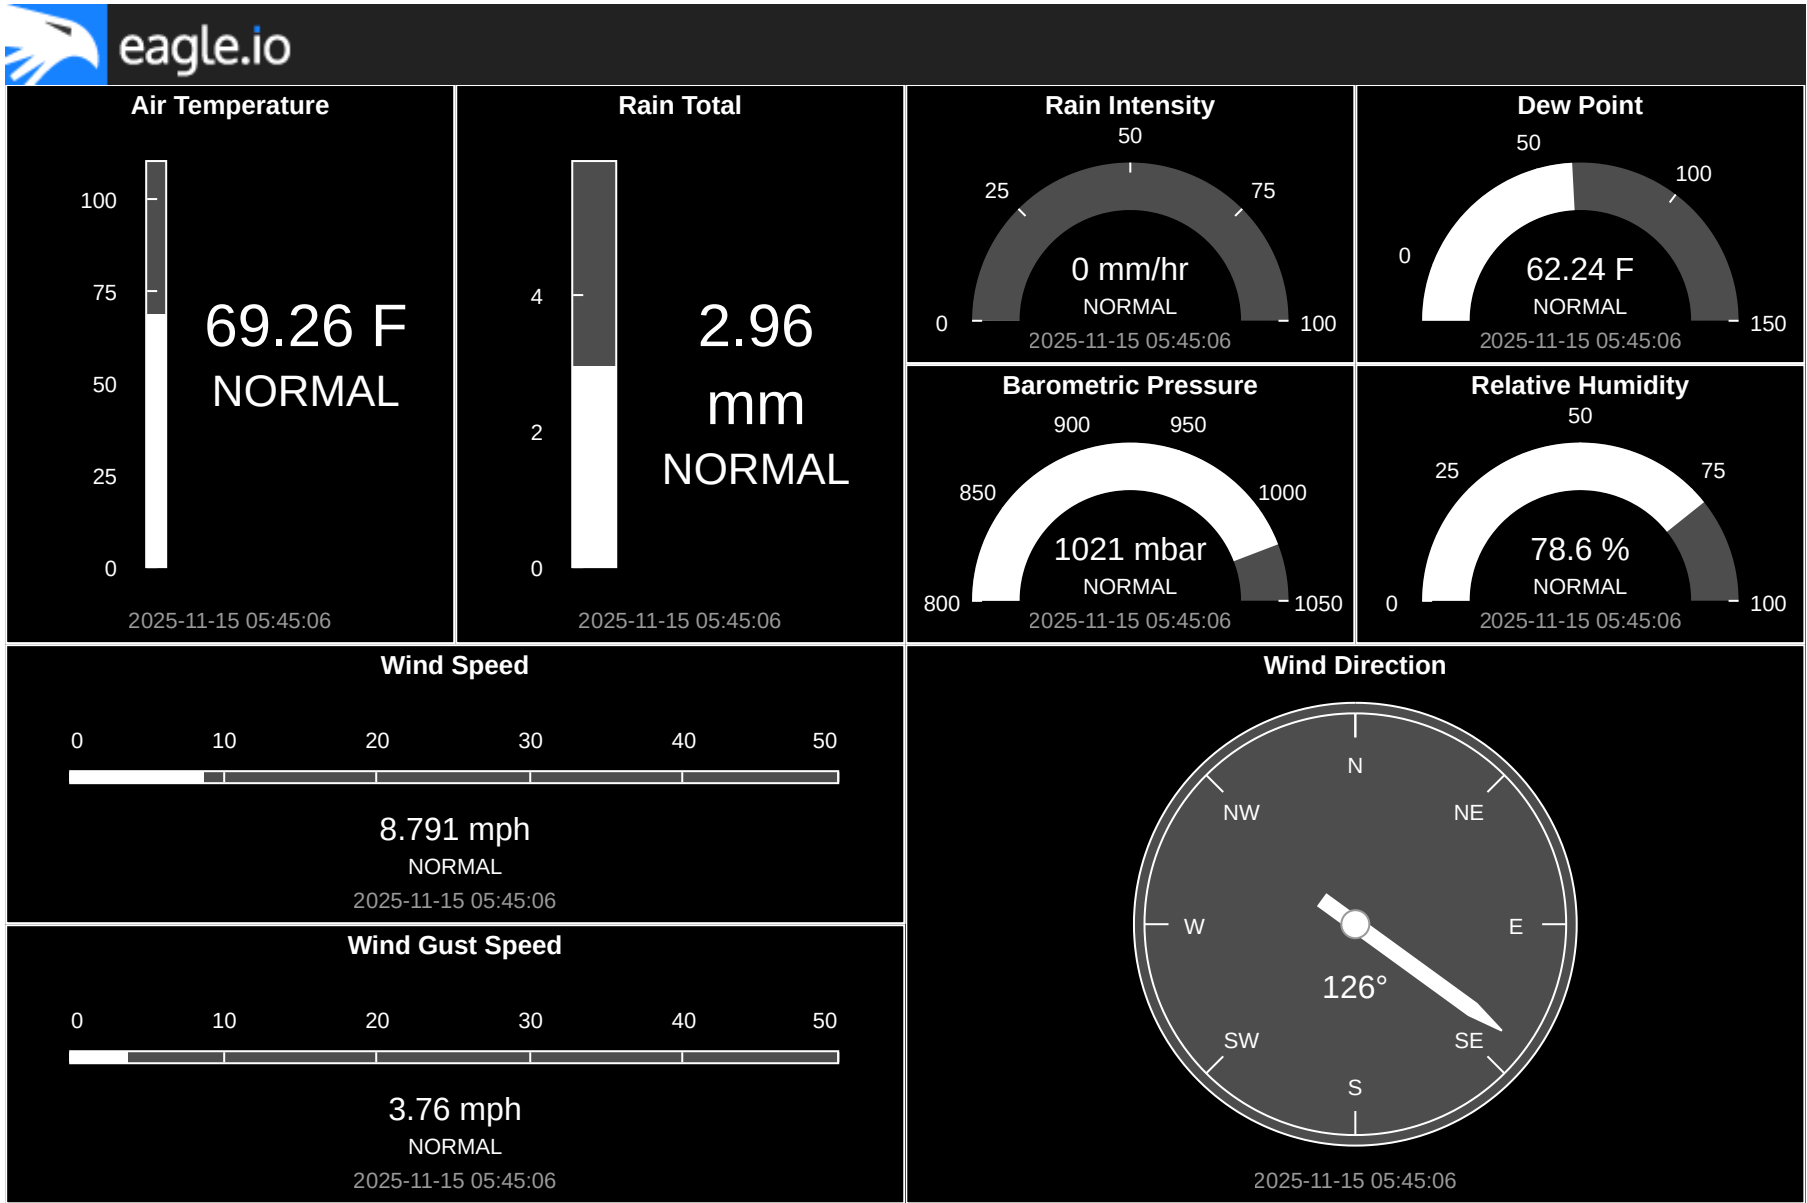 eagle.io
Air Temperature
100
75
50
25
0
69.26 F
NORMAL
2025-11-15 05:45:06
Rain Total
4
2
0
2.96
mm
NORMAL
2025-11-15 05:45:06
Rain Intensity
50
25
75
0
100
0 mm/hr
NORMAL
2025-11-15 05:45:06
Dew Point
50
100
0
150
62.24 F
NORMAL
2025-11-15 05:45:06
Barometric Pressure
900
950
850
1000
800
1050
1021 mbar
NORMAL
2025-11-15 05:45:06
Relative Humidity
50
25
75
0
100
78.6 %
NORMAL
2025-11-15 05:45:06
Wind Speed
0 10 20 30 40 50
8.791 mph
NORMAL
2025-11-15 05:45:06
Wind Gust Speed
0 10 20 30 40 50
3.76 mph
NORMAL
2025-11-15 05:45:06
Wind Direction
N
NW NE
W E
126°
SW SE
S
2025-11-15 05:45:06